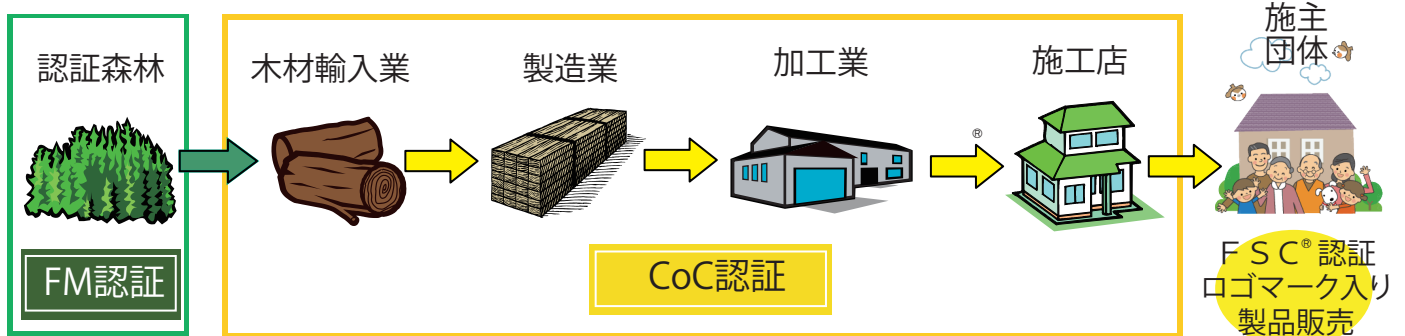 認証森林
木材輸入業
製造業
加工業
施工店
施主
団体
®
FM認証
CoC認証
ＦＳＣ®認証
ロゴマーク入り
製品販売